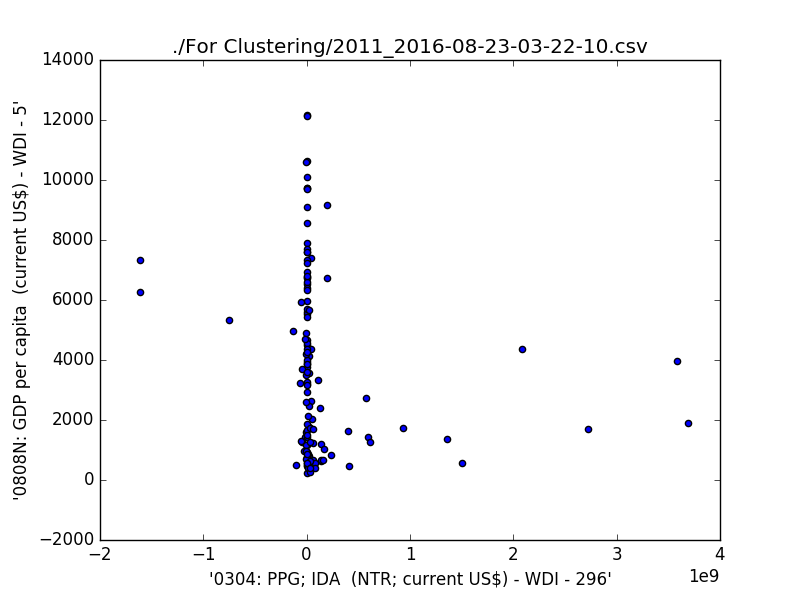 ./For Clustering/2011_2016-08-23-03-22-10.csv
14000
12000
10000
8000
6000
4000
2000
0
−2000
'0808N: GDP per capita  (current US$) - WDI - 5'
−2 −1 0 1 2 3 4
1e9
'0304: PPG; IDA  (NTR; current US$) - WDI - 296'